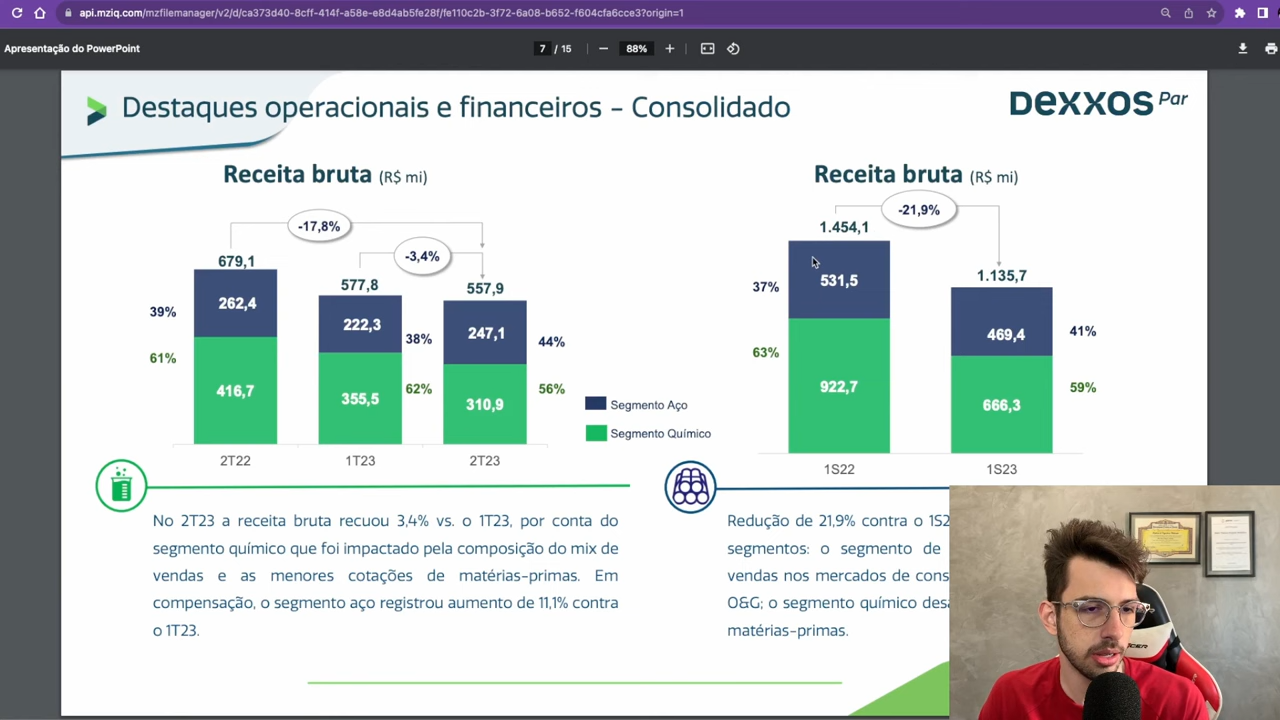 api.mziq.com/mzfilemanager/v2/d/ca373d40-8cff-414f-a58e-e8d4ab5fe28f/fe110c2b-3f72-6a08-b652-f604cfa6cce3?origin=1
Apresentação do PowerPoint
7 / 15
88%
Destaques operacionais e financeiros – Consolidado
Dexxos Par
Receita bruta (R$ mi)
-17,8%
-3,4%
679,1
577,8
557,9
262,4
222,3
247,1
39%
38%
44%
61%
62%
56%
416,7
355,5
310,9
2T22
1T23
2T23
Segmento Aço
Segmento Químico
Receita bruta (R$ mi)
-21,9%
1.454,1
1.135,7
37%
531,5
469,4
41%
63%
922,7
666,3
59%
1S22
1S23
No 2T23 a receita bruta recuou 3,4% vs. o 1T23, por conta do
segmento químico que foi impactado pela composição do mix de
vendas e as menores cotações de matérias-primas. Em
compensação, o segmento aço registrou aumento de 11,1% contra
o 1T23.
Redução de 21,9% contra o 1S2
segmentos: o segmento de
vendas nos mercados de cons
O&G; o segmento químico desa
matérias-primas.